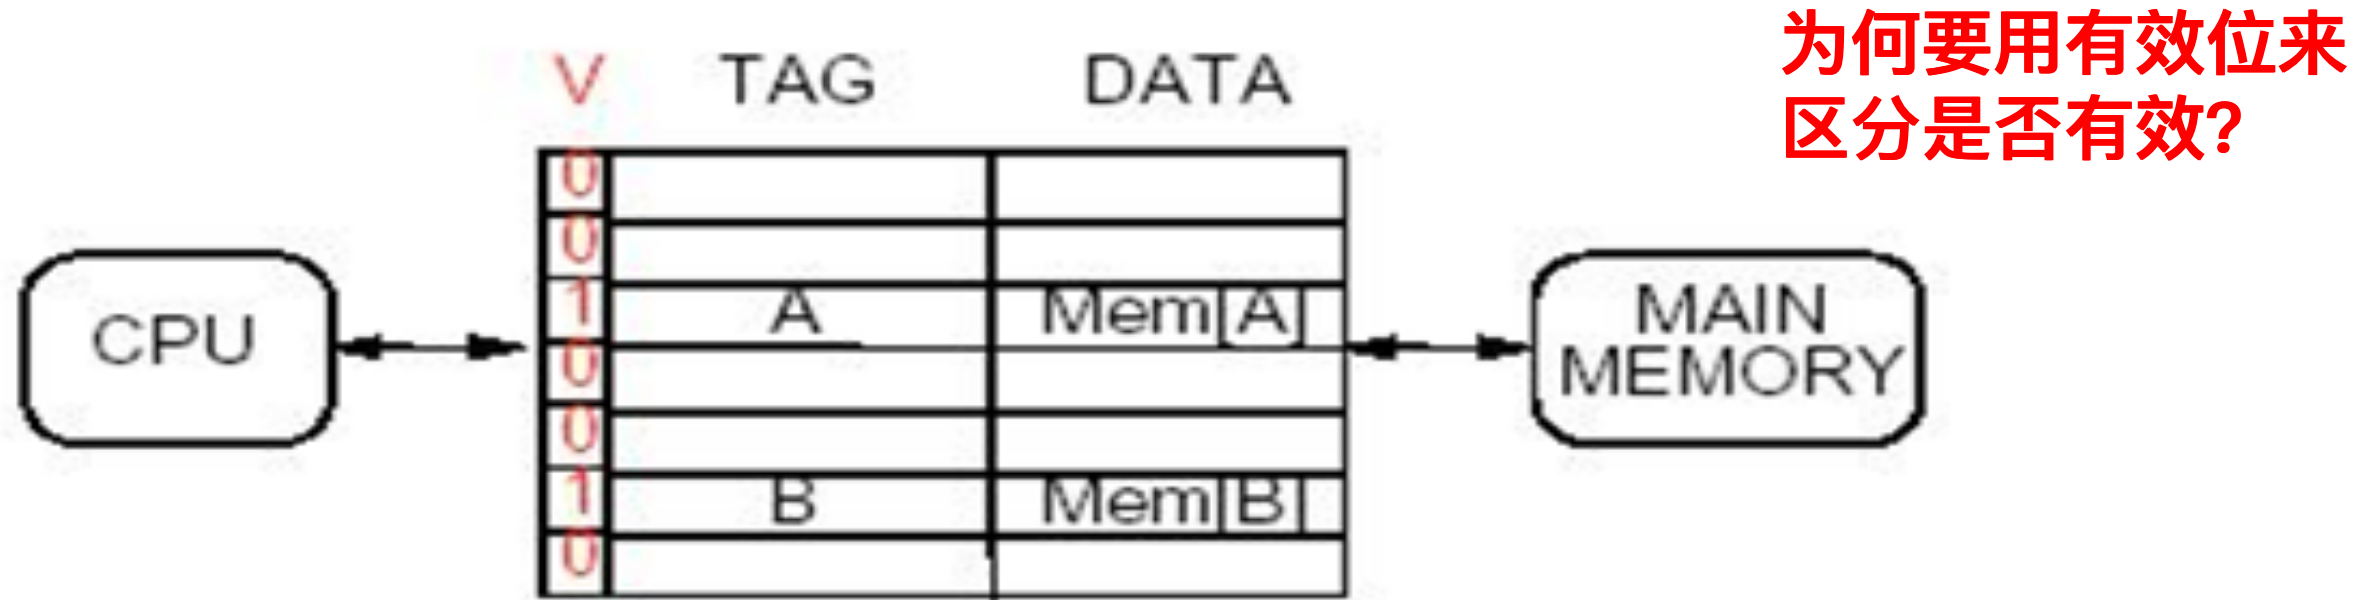 为何要用有效位来
区分是否有效?
V TAG DATA
0
0
1 A Mem[A]
0
0
1 B Mem[B]
0
CPU
MAIN
MEMORY